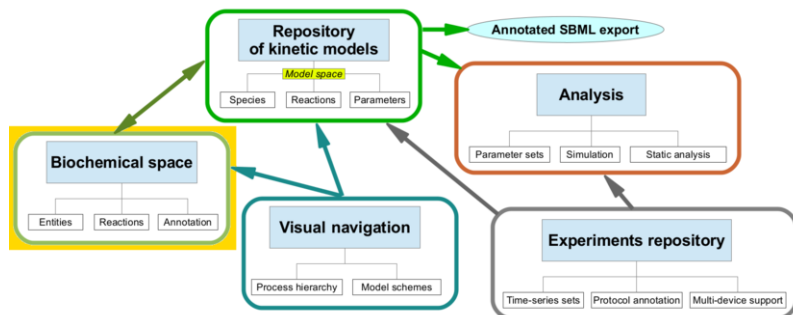 Repository
of kinetic models
Model space
Species
Reactions
Parameters
Annotated SBML export
Analysis
Parameter sets
Simulation
Static analysis
Biochemical space
Entities
Reactions
Annotation
Visual navigation
Process hierarchy
Model schemes
Experiments repository
Time-series sets
Protocol annotation
Multi-device support